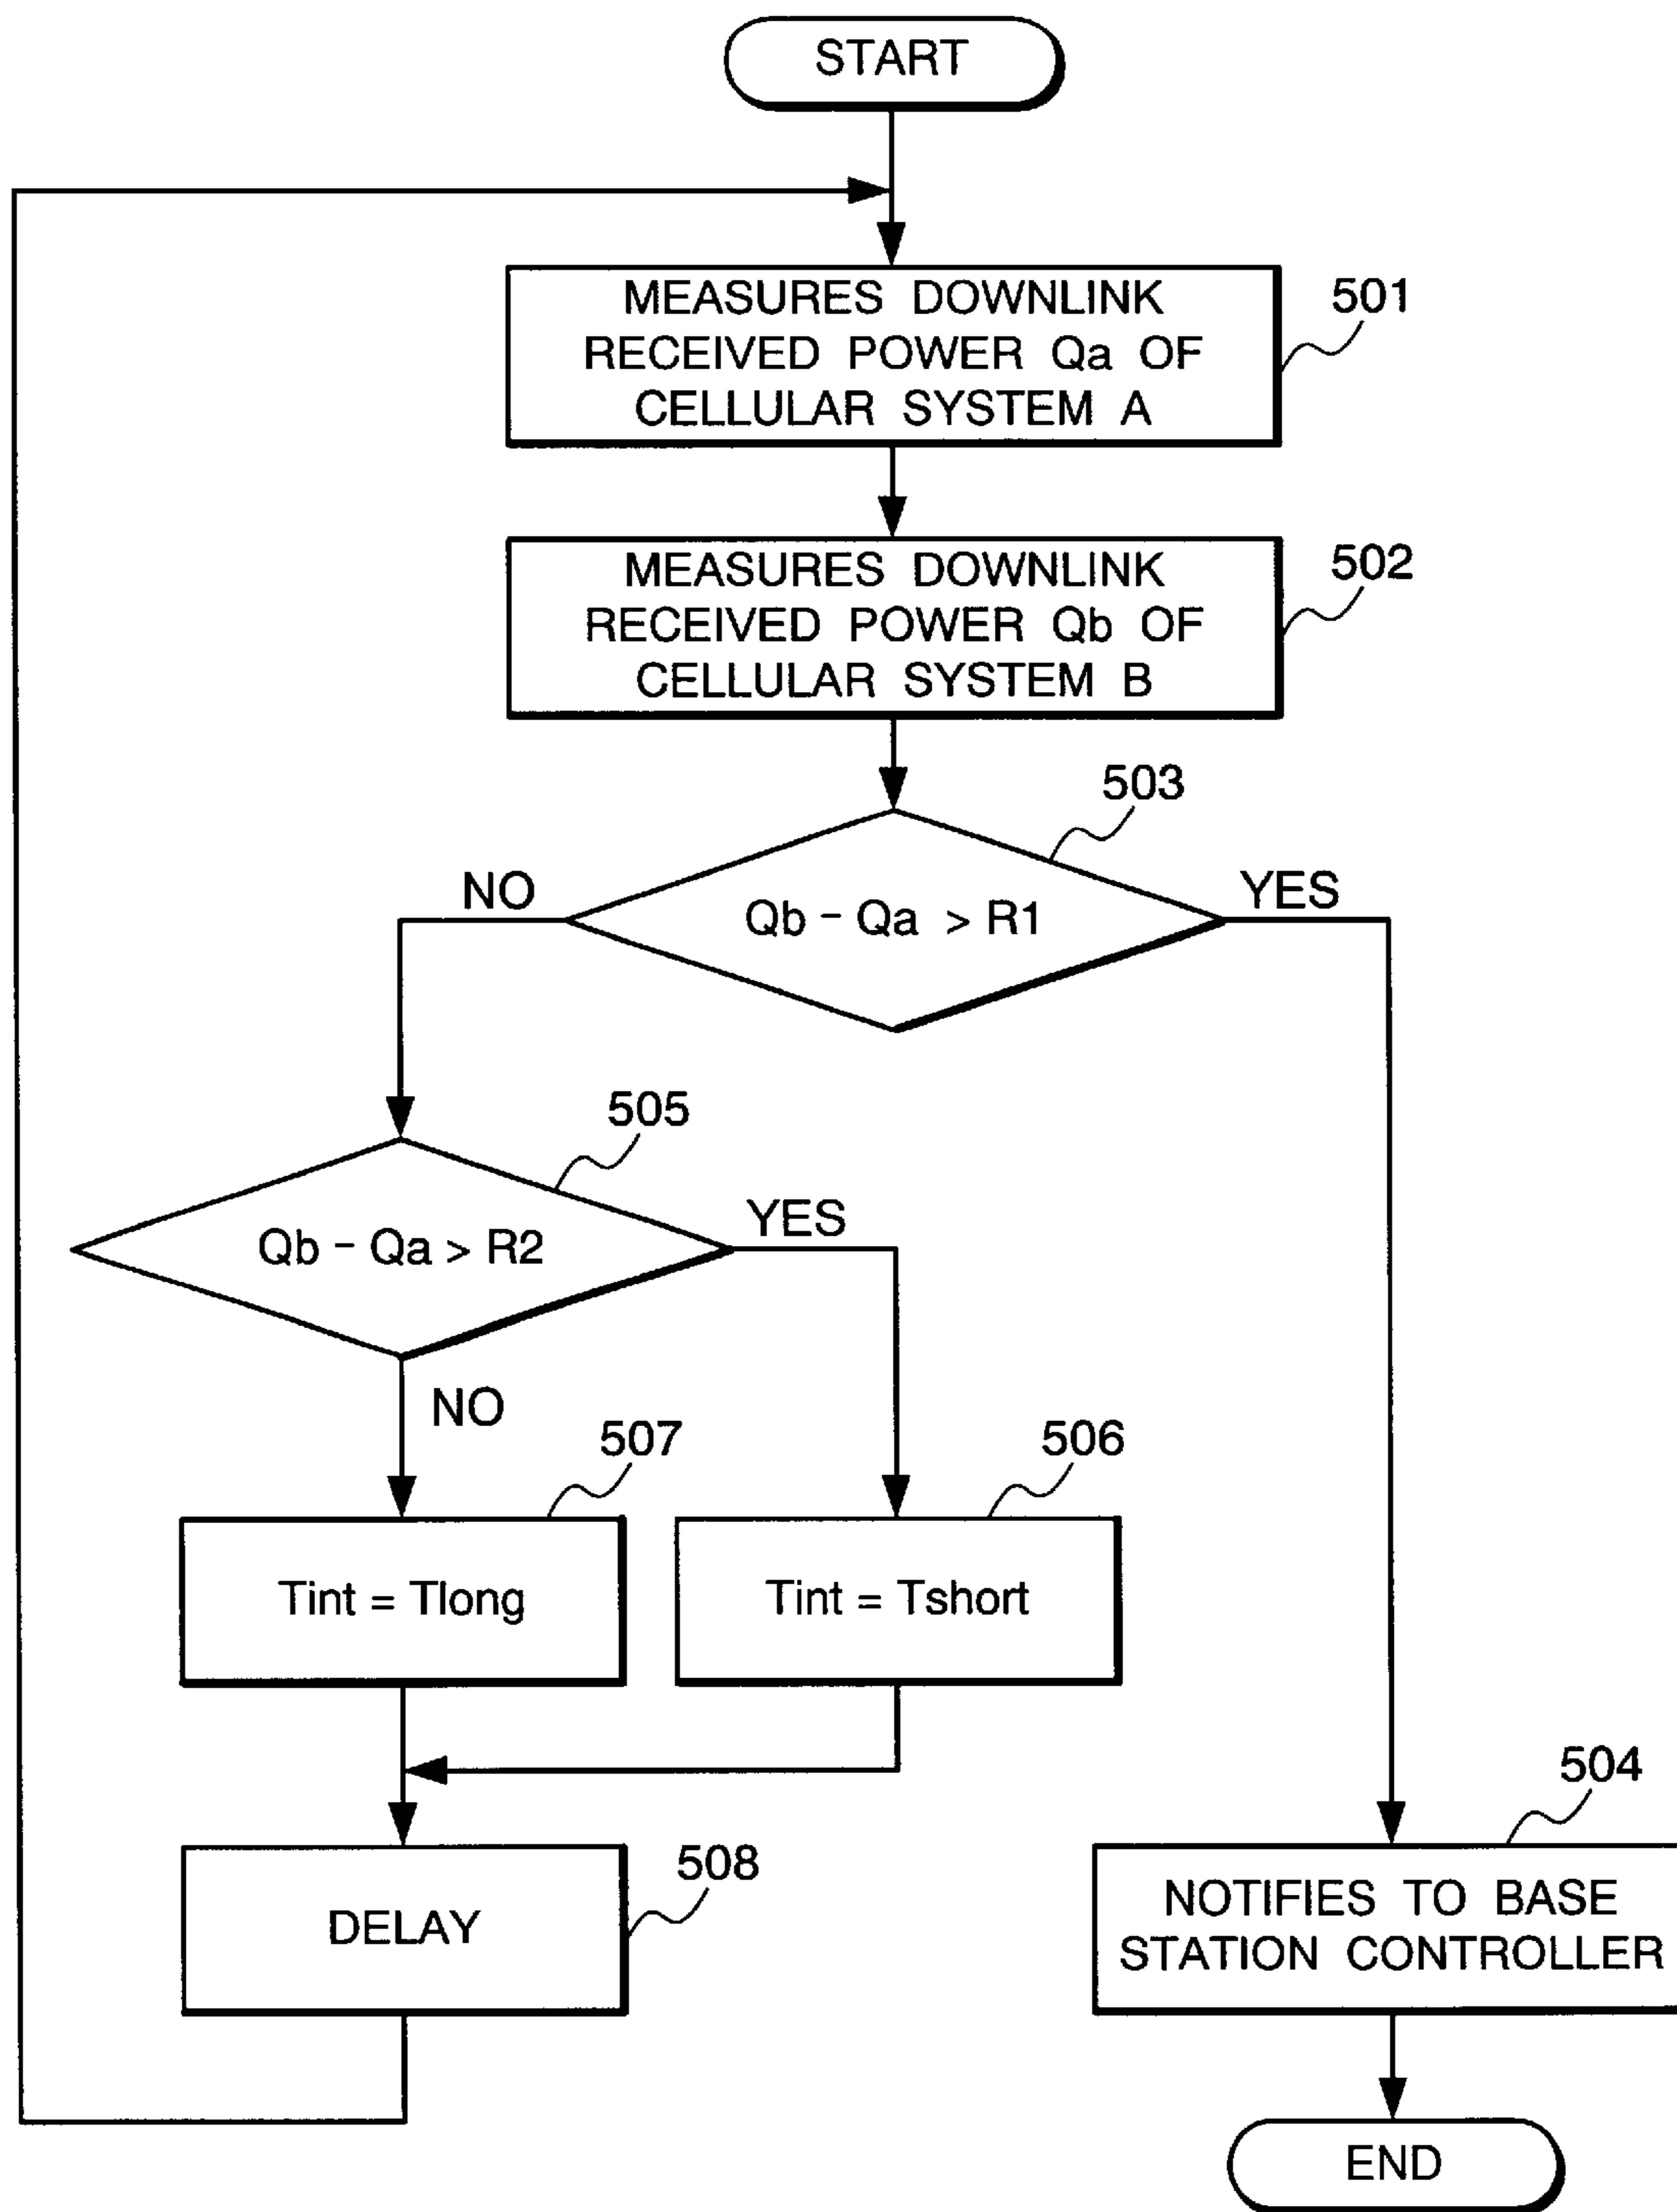 START
MEASURES DOWNLINK
RECEIVED POWER Qa OF
CELLULAR SYSTEM A
501
MEASURES DOWNLINK
RECEIVED POWER Qb OF
CELLULAR SYSTEM B
502
503
NO
YES
Qb - Qa > R1
505
YES
Qb - Qa > R2
NO
507
506
Tint = Tlong
Tint = Tshort
504
508
DELAY
NOTIFIES TO BASE
STATION CONTROLLER
END